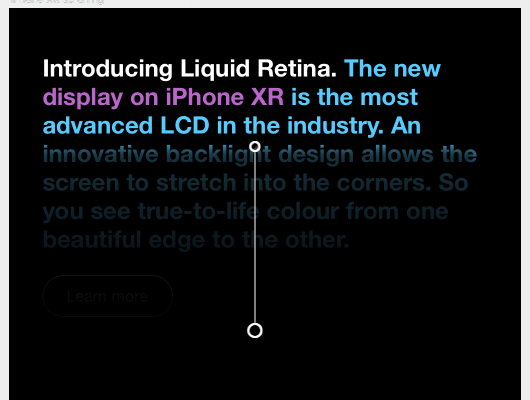 Introducing Liquid Retina. The new
display on iPhone XR is the most
advanced LCD in the industry. An
innovative backlight design allows the
screen to stretch into the corners. So
you see true-to-life colour from one
beautiful edge to the other.
Learn more